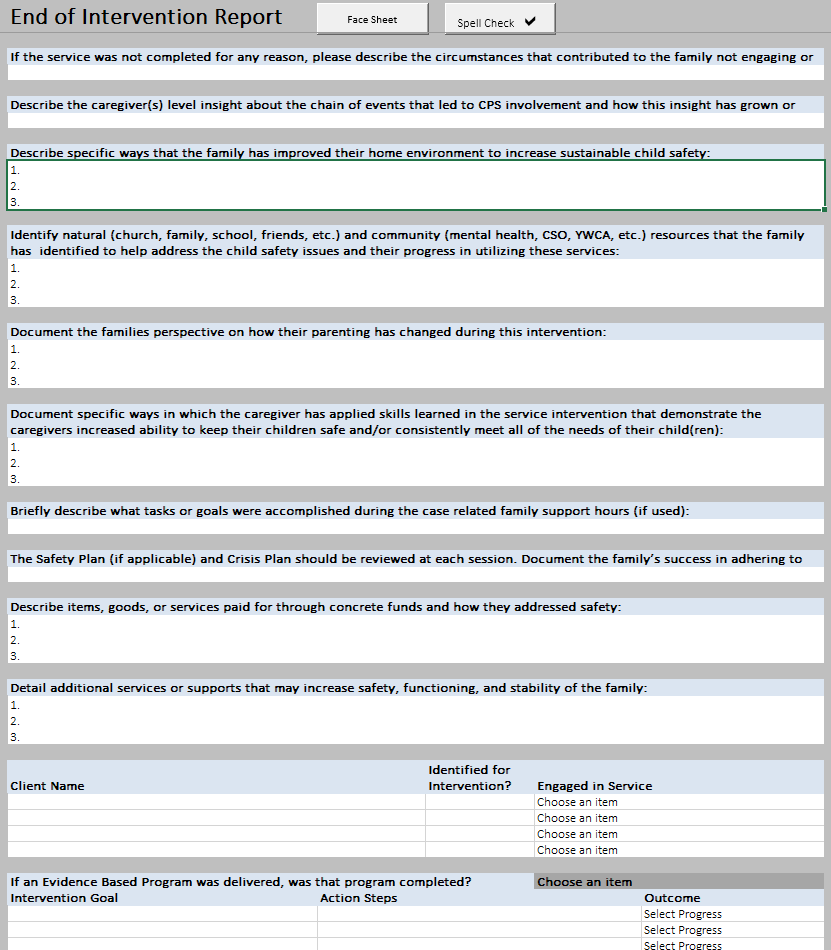 End of Intervention Report
Face Sheet
Spell Check ✔
If the service was not completed for any reason, please describe the circumstances that contributed to the family not engaging or
Describe the caregiver(s) level insight about the chain of events that led to CPS involvement and how this insight has grown or
Describe specific ways that the family has improved their home environment to increase sustainable child safety:
1.
2.
3.
Identify natural (church, family, school, friends, etc.) and community (mental health, CSO, YWCA, etc.) resources that the family
has  identified to help address the child safety issues and their progress in utilizing these services:
1.
2.
3.
Document the families perspective on how their parenting has changed during this intervention:
1.
2.
3.
Document specific ways in which the caregiver has applied skills learned in the service intervention that demonstrate the
caregivers increased ability to keep their children safe and/or consistently meet all of the needs of their child(ren):
1.
2.
3.
Briefly describe what tasks or goals were accomplished during the case related family support hours (if used):
The Safety Plan (if applicable) and Crisis Plan should be reviewed at each session. Document the family's success in adhering to
Describe items, goods, or services paid for through concrete funds and how they addressed safety:
1.
2.
3.
Detail additional services or supports that may increase safety, functioning, and stability of the family:
1.
2.
3.
Identified for
Client Name Intervention? Engaged in Service
Choose an item
Choose an item
Choose an item
Choose an item
If an Evidence Based Program was delivered, was that program completed? Choose an item
Intervention Goal Action Steps Outcome
Select Progress
Select Progress
Select Progress